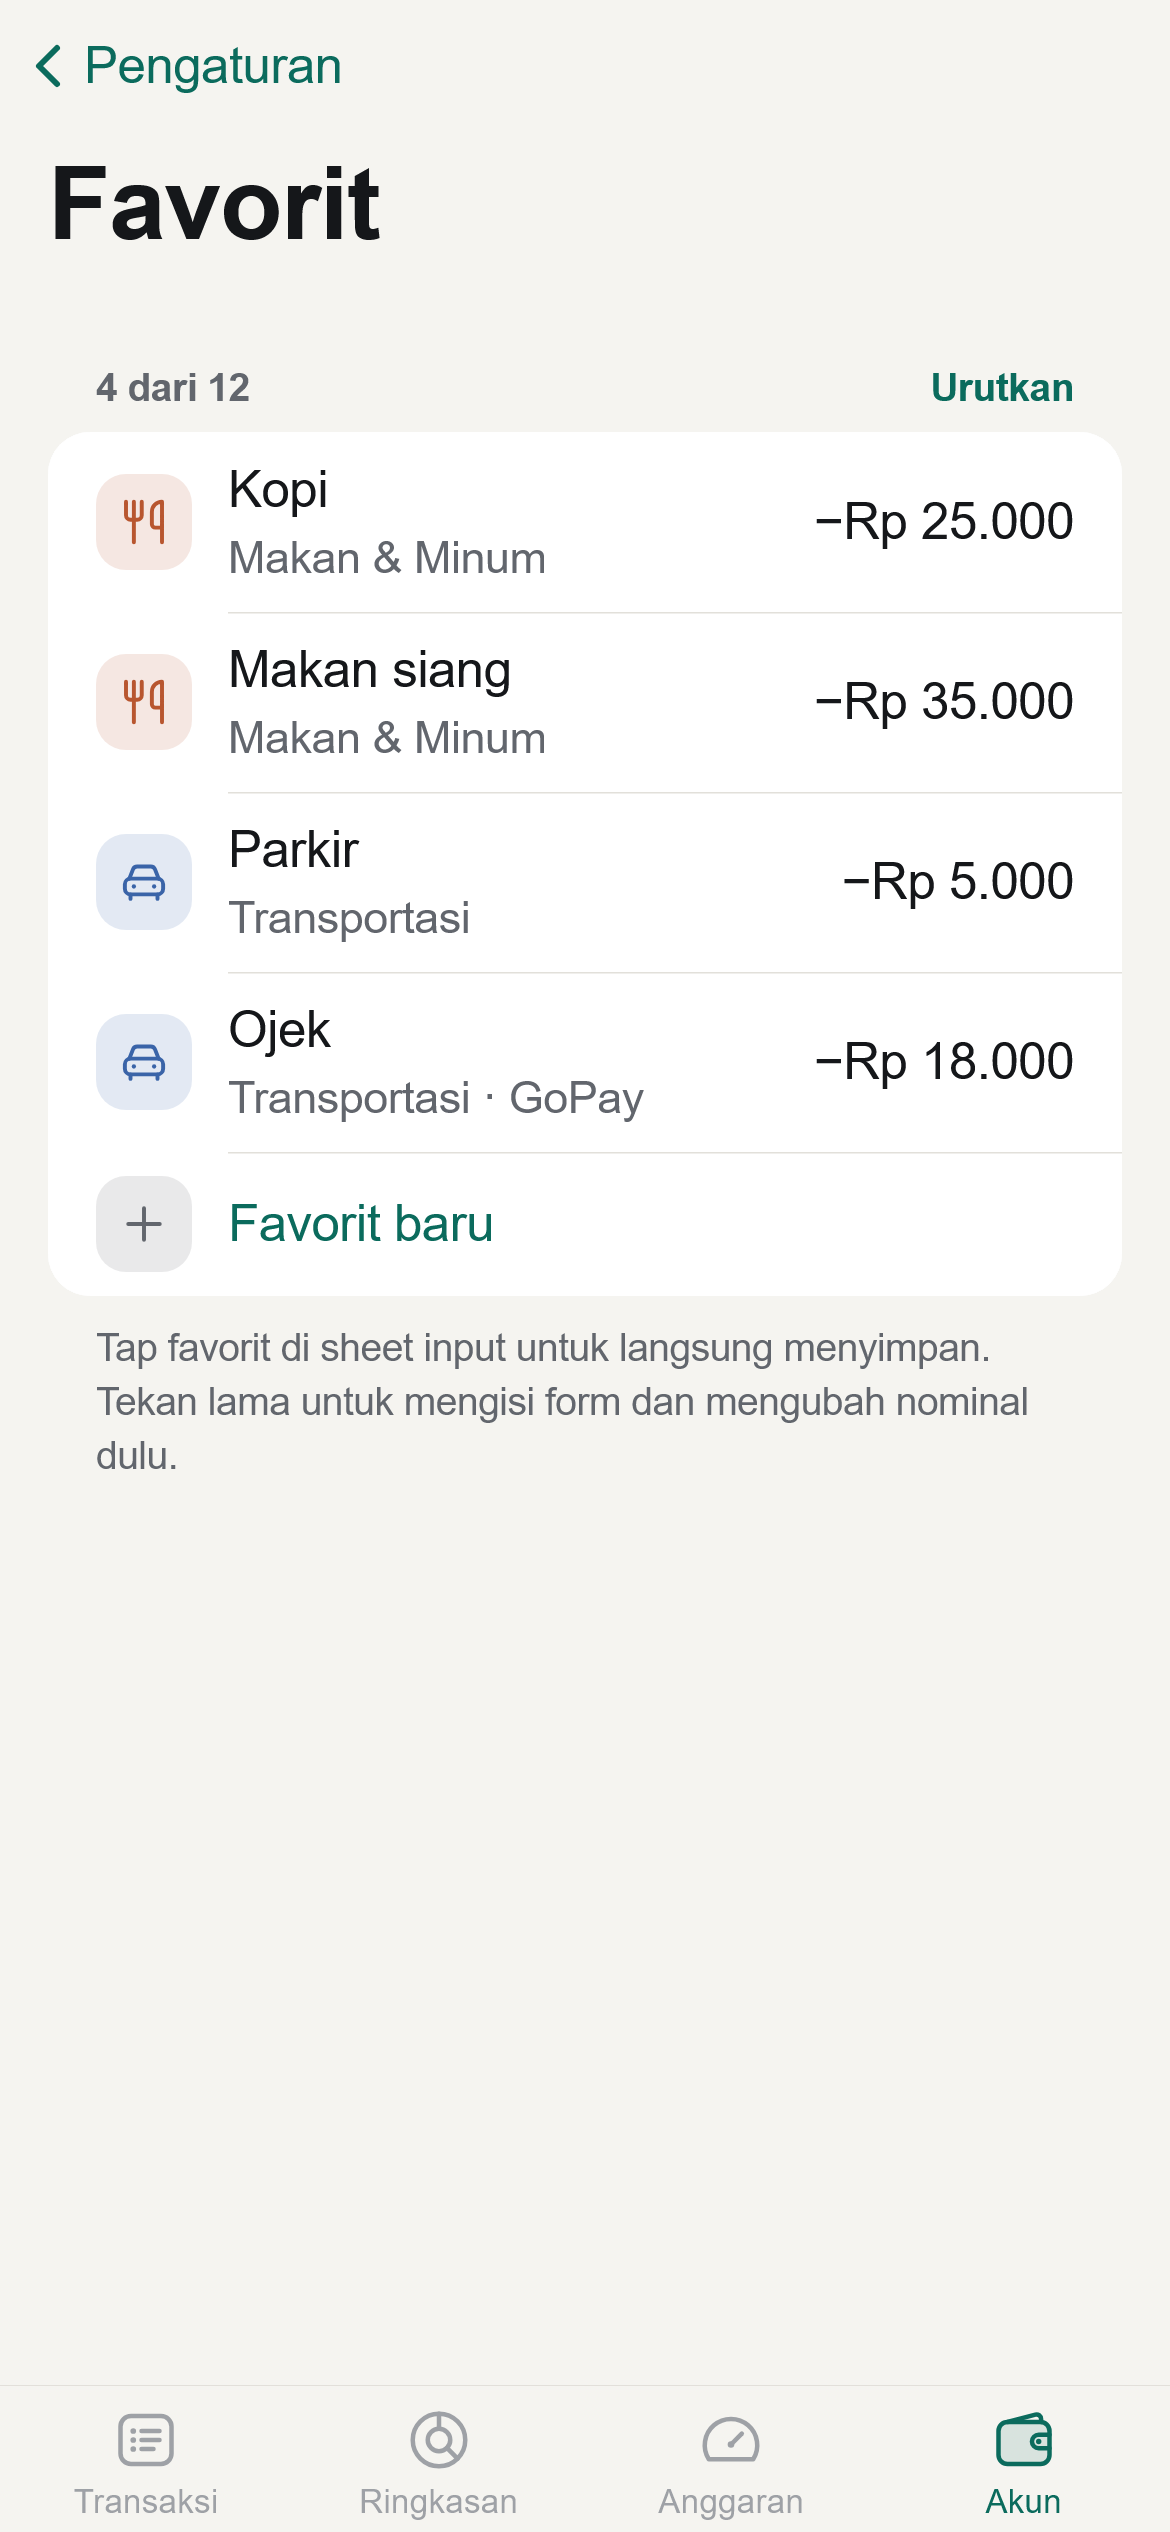 Pengaturan
Favorit
4 dari 12
Urutkan
Kopi
Makan & Minum
−Rp 25.000
Makan siang
Makan & Minum
−Rp 35.000
Parkir
Transportasi
−Rp 5.000
Ojek
Transportasi · GoPay
−Rp 18.000
Favorit baru
Tap favorit di sheet input untuk langsung menyimpan.
Tekan lama untuk mengisi form dan mengubah nominal
dulu.
Transaksi
Ringkasan
Anggaran
Akun